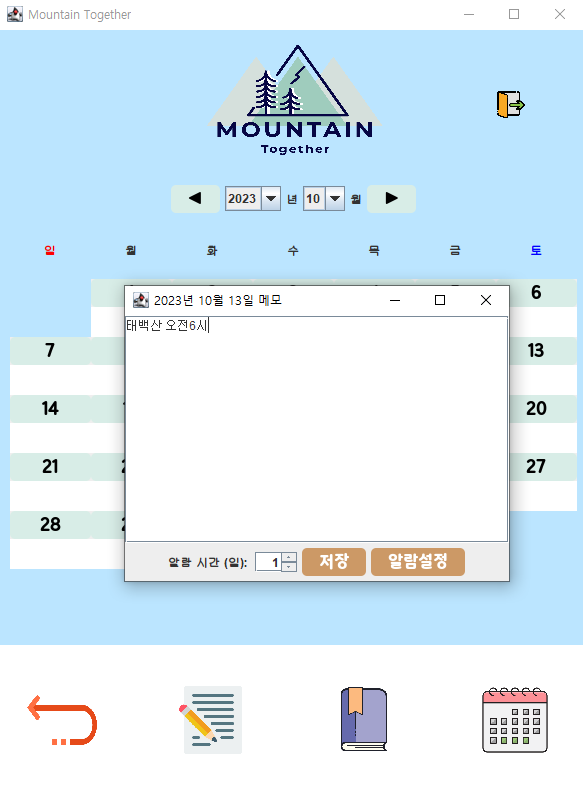 Mountain Together
MOUNTAIN
Together
2023 년 10 월
일 월 화 수 목 금 토
6
2023년 10월 13일 메모
태백산 오전6시
7 13
14 20
21 27
28
알람 시간 (일): 1 저장 알람설정